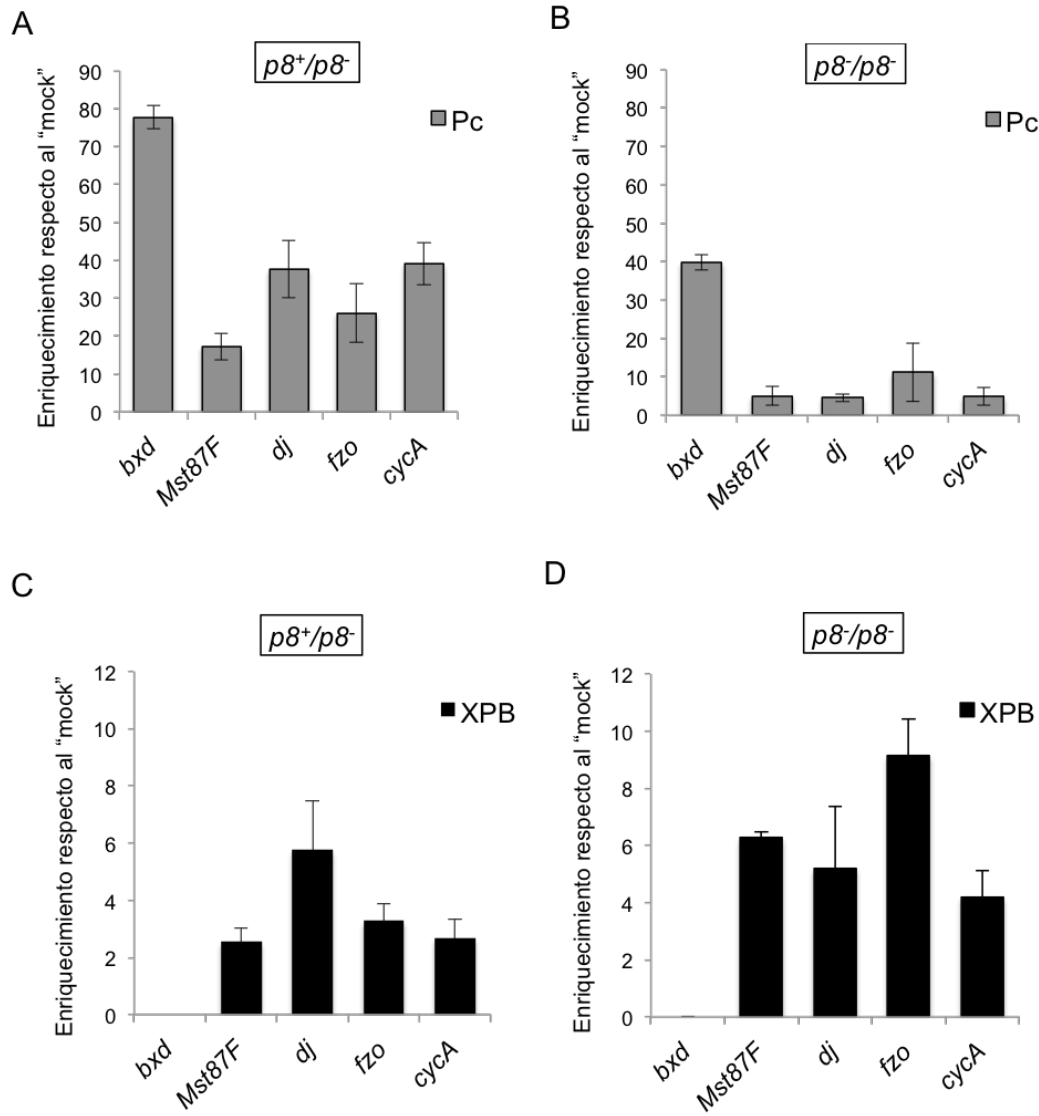 A
p8+/p8-
Enriquecimiento respecto al “mock”
90
80
70
60
50
40
30
20
10
0
Pc
bxd
Mst87F
dj
fzo
cycA
B
p8-/p8-
Enriquecimiento respecto al “mock”
90
80
70
60
50
40
30
20
10
0
Pc
bxd
Mst87F
dj
fzo
cycA
C
p8+/p8-
Enriquecimiento respecto al “mock”
12
10
8
6
4
2
0
XPB
bxd
Mst87F
dj
fzo
cycA
D
p8-/p8-
Enriquecimiento respecto al “mock”
12
10
8
6
4
2
0
XPB
bxd
Mst87F
dj
fzo
cycA